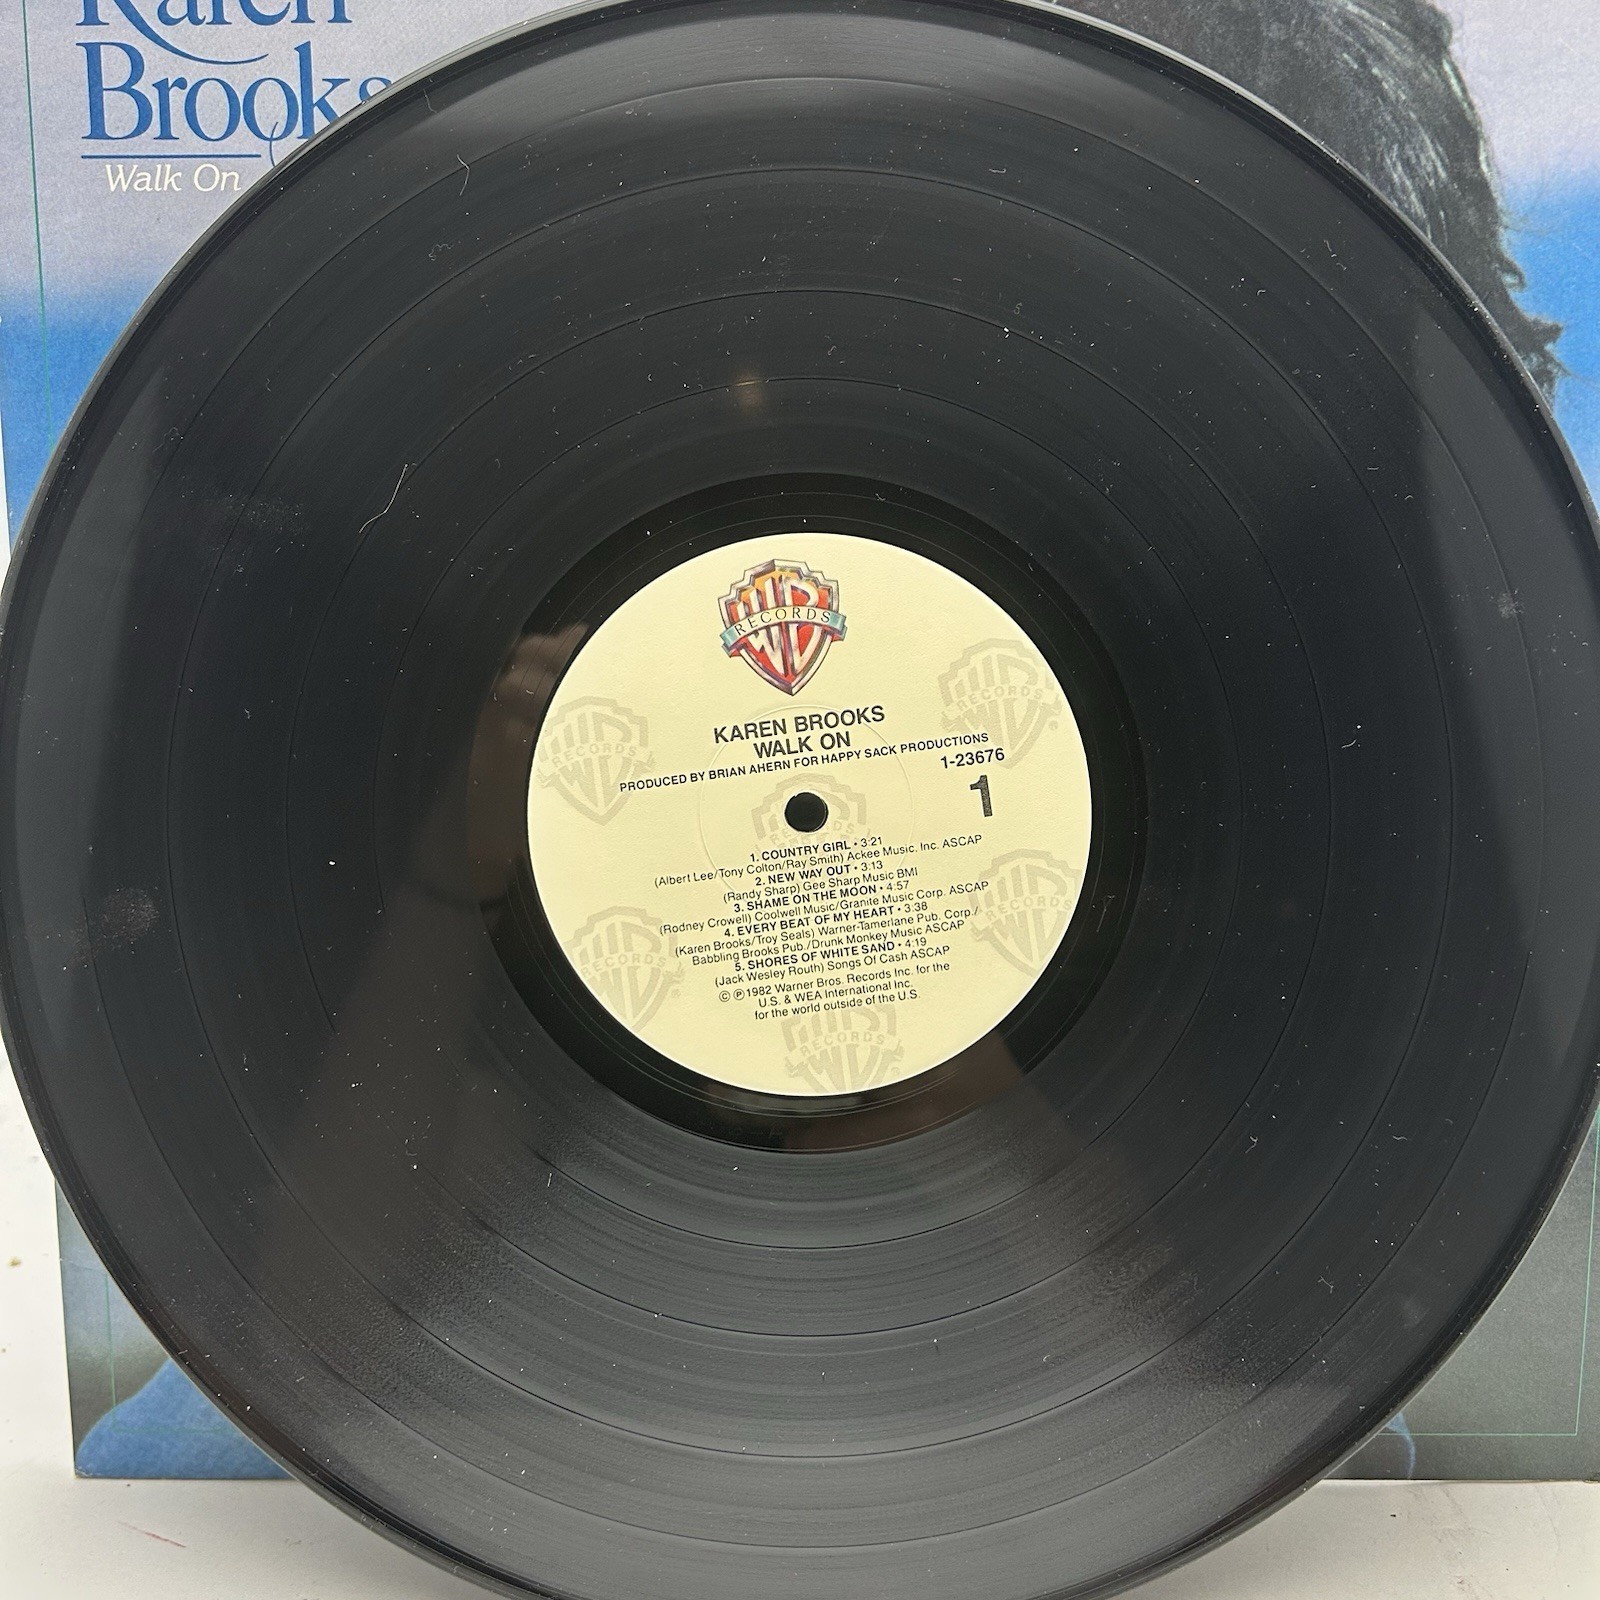 Karen
Brooks
Walk On
RECORDS
KAREN BROOKS
WALK ON
PRODUCED BY BRIAN AHERN FOR HAPPY SACK PRODUCTIONS
1-23676
1
1. COUNTRY GIRL • 3:21
(Albert Lee/Tony Colton/Ray Smith) Ackee Music. Inc. ASCAP
2. NEW WAY OUT • 3:13
(Randy Sharp) Gee Sharp Music BMI
3. SHAME ON THE MOON • 4:57
(Rodney Crowell) Coolwell Music/Granite Music Corp. ASCAP
4. EVERY BEAT OF MY HEART • 3:38
(Karen Brooks/Troy Seals) Warner-Tamerlane Pub. Corp./
Babbling Brooks Pub./Drunk Monkey Music ASCAP
5. SHORES OF WHITE SAND • 4:19
(Jack Wesley Routh) Songs Of Cash ASCAP
© ℗ 1982 Warner Bros. Records Inc. for the
U.S. & WEA International Inc.
for the world outside of the U.S.
RECORDS
RECORDS
RECORDS
RECORDS
RECORDS
RECORDS